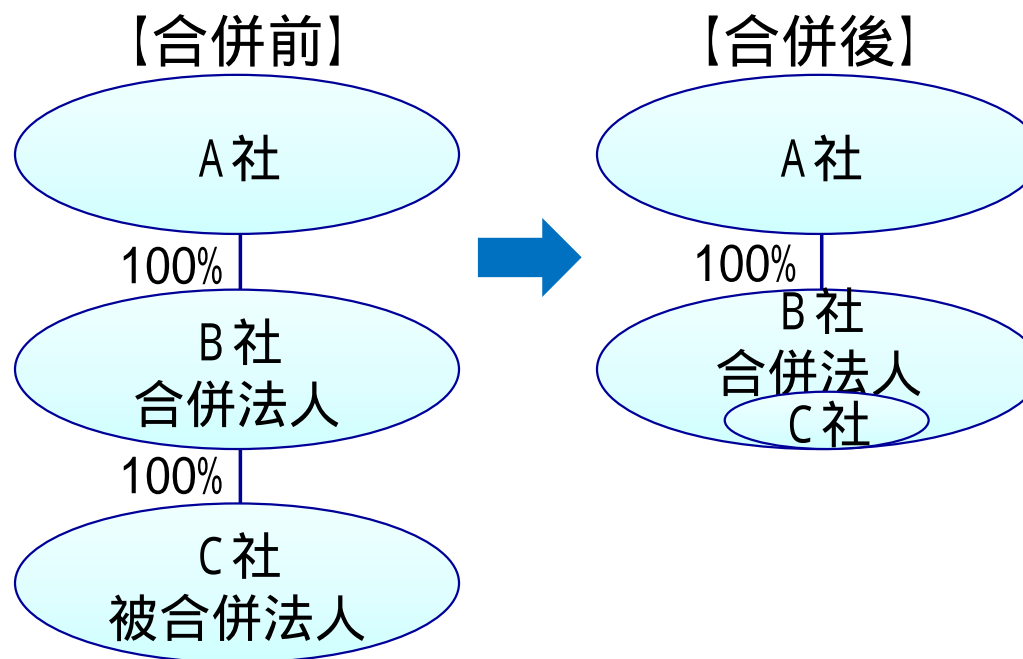 【合併前】
A社
100%
B社
合併法人
100%
C社
被合併法人
【合併後】
A社
100%
B社
合併法人
C社